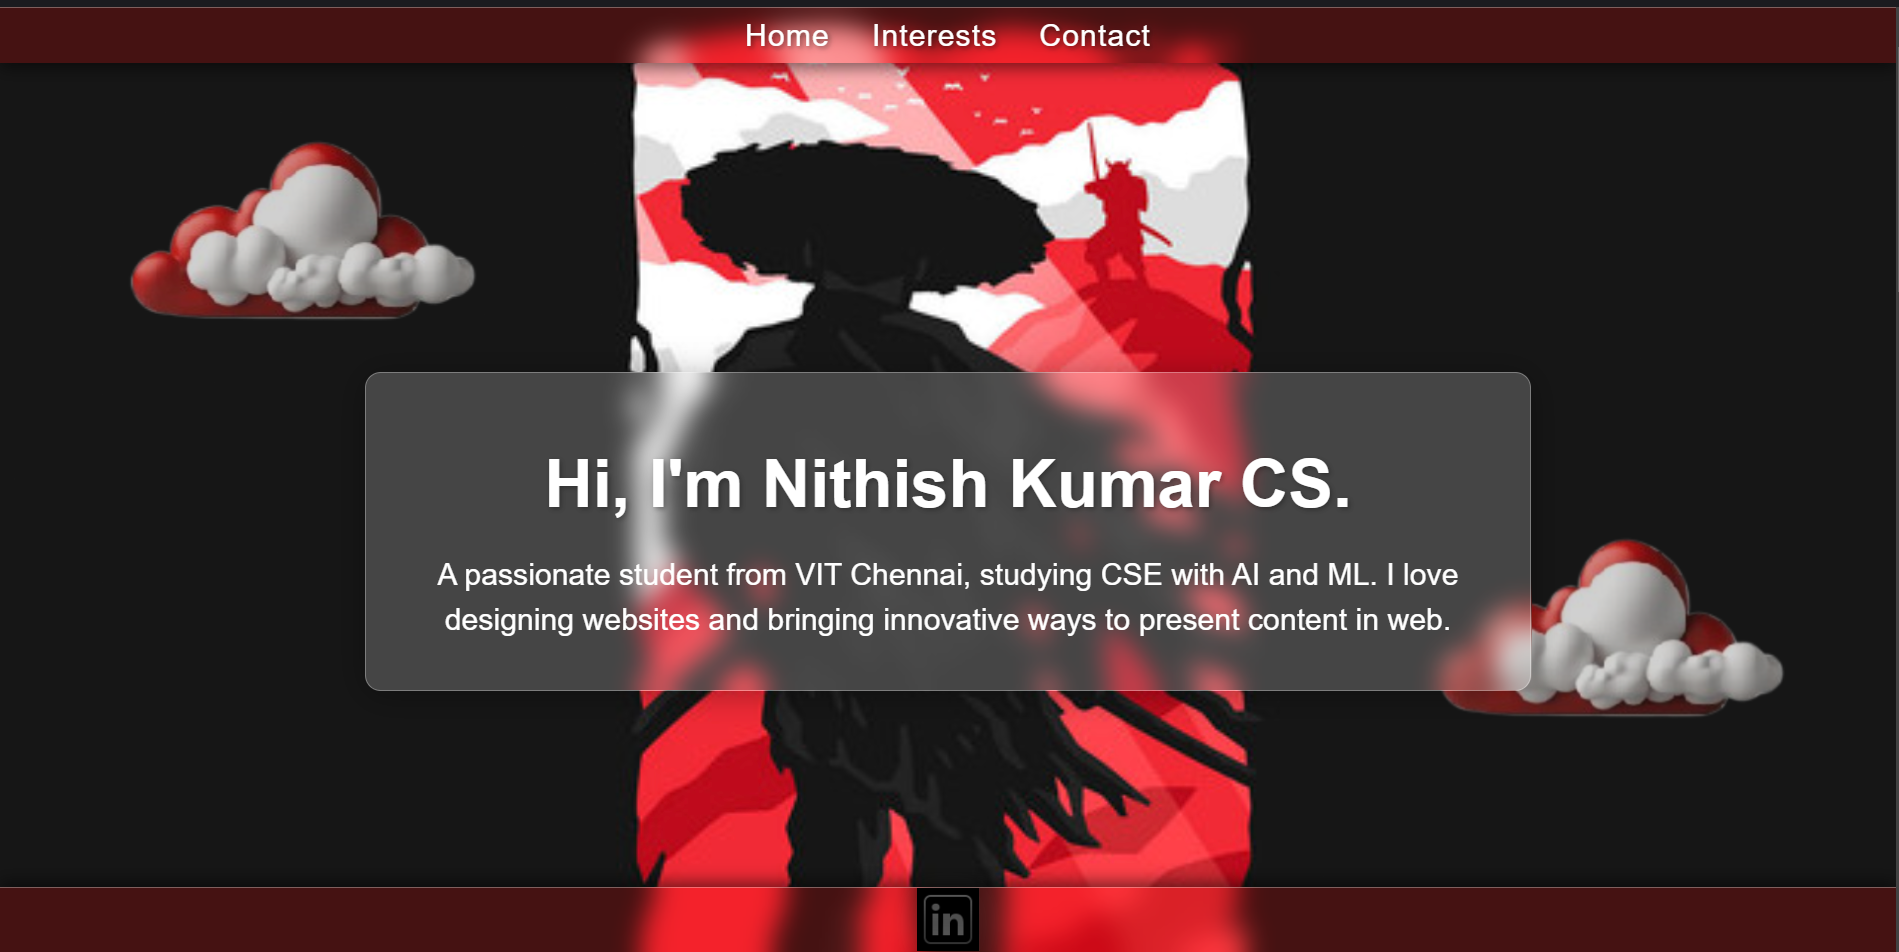 Home Interests Contact
Hi, I'm Nithish Kumar CS.
A passionate student from VIT Chennai, studying CSE with AI and ML. I love
designing websites and bringing innovative ways to present content in web.
in